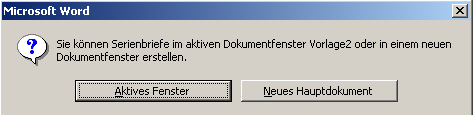 Microsoft Word
Sie können Serienbriefe im aktiven Dokumentfenster Vorlage2 oder in einem neuen
Dokumentfenster erstellen.
Aktives Fenster
Neues Hauptdokument